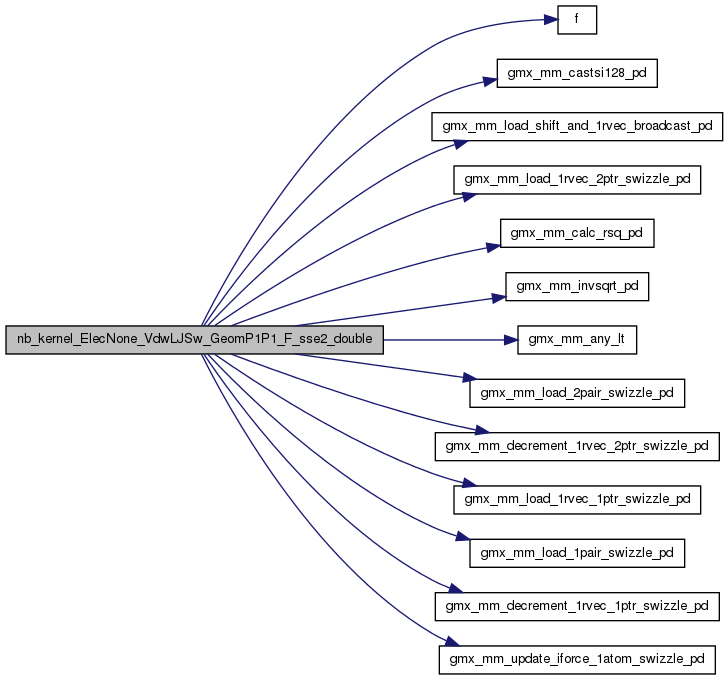 f
gmx_mm_castsi128_pd
gmx_mm_load_shift_and_1rvec_broadcast_pd
gmx_mm_load_1rvec_2ptr_swizzle_pd
gmx_mm_calc_rsq_pd
gmx_mm_invsqrt_pd
nb_kernel_ElecNone_VdwLJSw_GeomP1P1_F_sse2_double
gmx_mm_any_lt
gmx_mm_load_2pair_swizzle_pd
gmx_mm_decrement_1rvec_2ptr_swizzle_pd
gmx_mm_load_1rvec_1ptr_swizzle_pd
gmx_mm_load_1pair_swizzle_pd
gmx_mm_decrement_1rvec_1ptr_swizzle_pd
gmx_mm_update_iforce_1atom_swizzle_pd